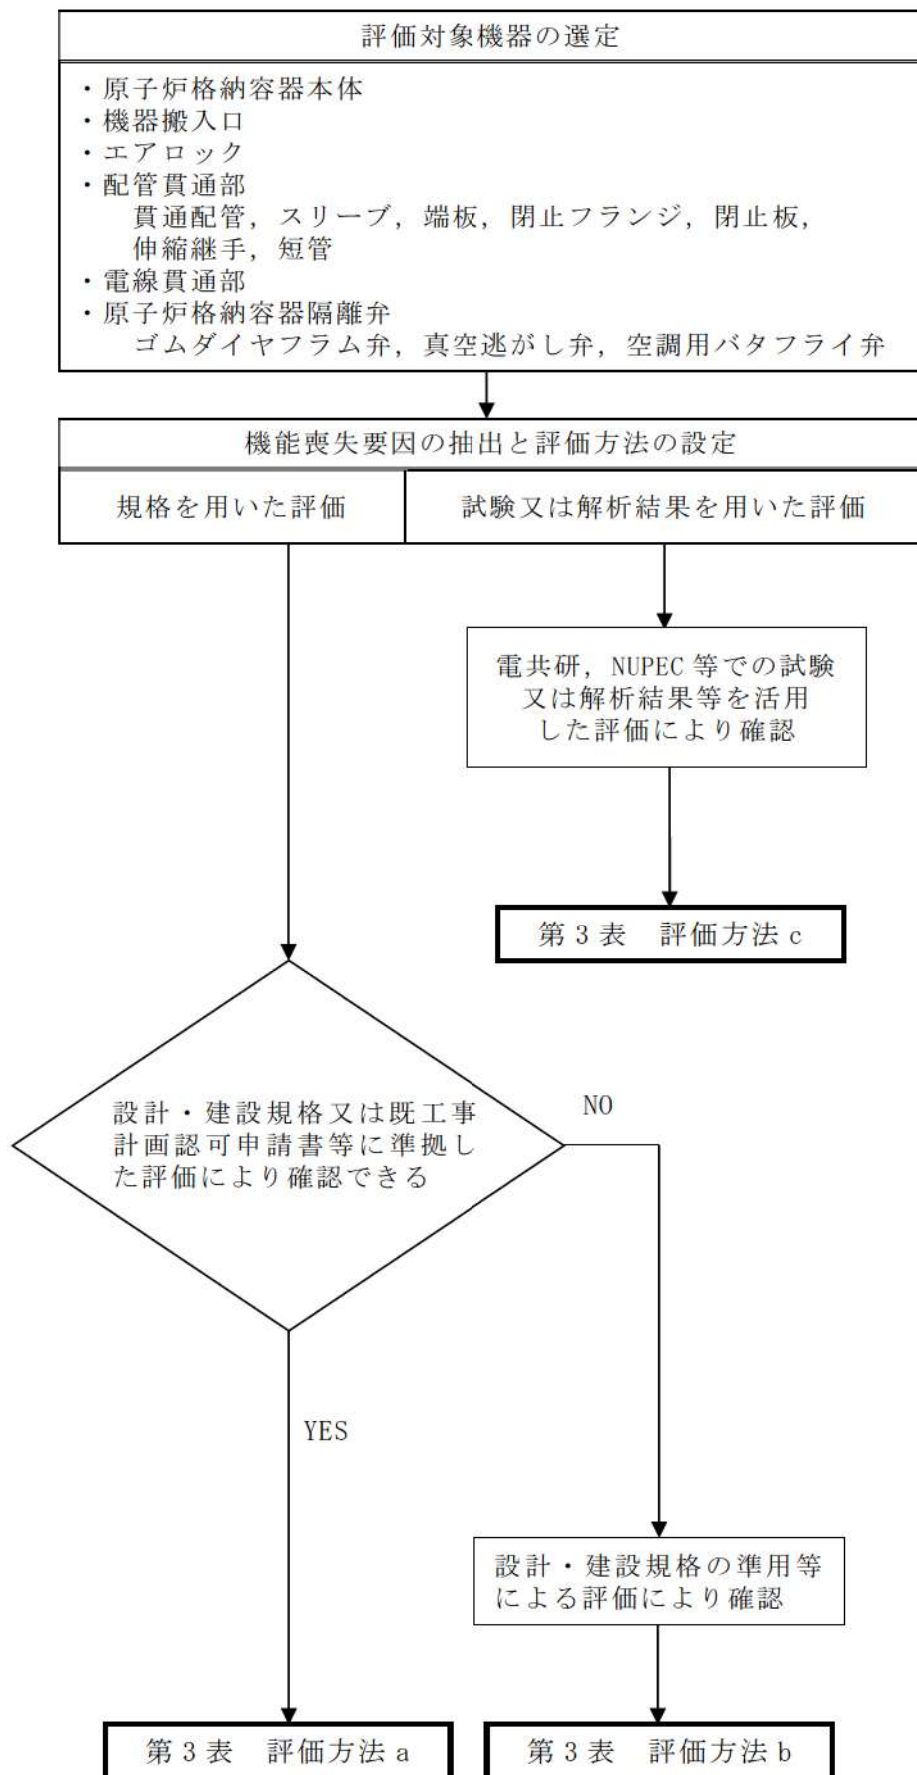 評価対象機器の選定
・原子炉格納容器本体
・機器搬入口
・エアロック
・配管貫通部
貫通配管，スリーブ，端板，閉止フランジ，閉止板，
伸縮継手，短管
・電線貫通部
・原子炉格納容器隔離弁
ゴムダイヤフラム弁，真空逃がし弁，空調用バタフライ弁
機能喪失要因の抽出と評価方法の設定
規格を用いた評価
試験又は解析結果を用いた評価
電共研，NUPEC 等での試験
又は解析結果等を活用
した評価により確認
第３表　評価方法ｃ
設計・建設規格又は既工事
計画認可申請書等に準拠し
た評価により確認できる
NO
YES
設計・建設規格の準用等
による評価により確認
第３表　評価方法ａ
第３表　評価方法ｂ